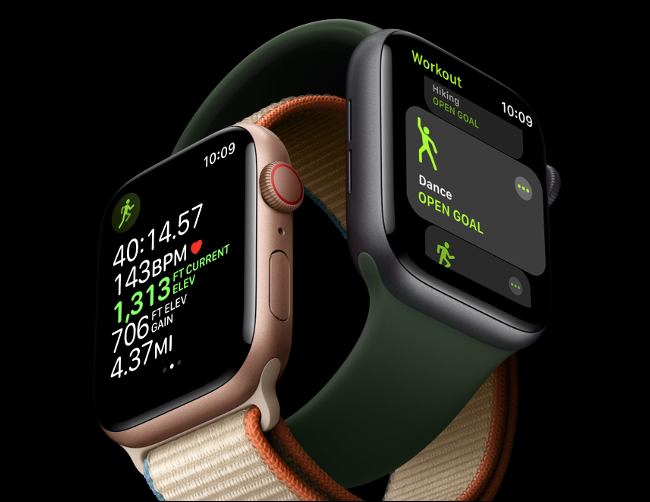 10:09
40:14.57
143BPM
1,313 FT CURRENT ELEV
706 FT ELEV GAIN
4.37MI
Workout
10:09
Hiking
OPEN GOAL
Dance
OPEN GOAL